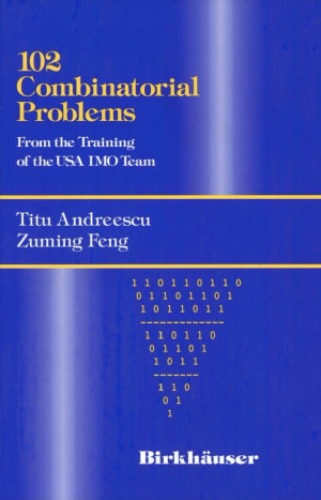 102
Combinatorial
Problems
From the Training
of the USA IMO Team
Titu Andreescu
Zuming Feng
1 1 0 1 1 0 1 1 0
0 1 1 0 1 1 0 1
1 0 1 1 0 1 1
-------------
1 1 0 1 1 0
0 1 1 0 1
1 0 1 1
--------
1 1 0
0 1
1
Birkhäuser